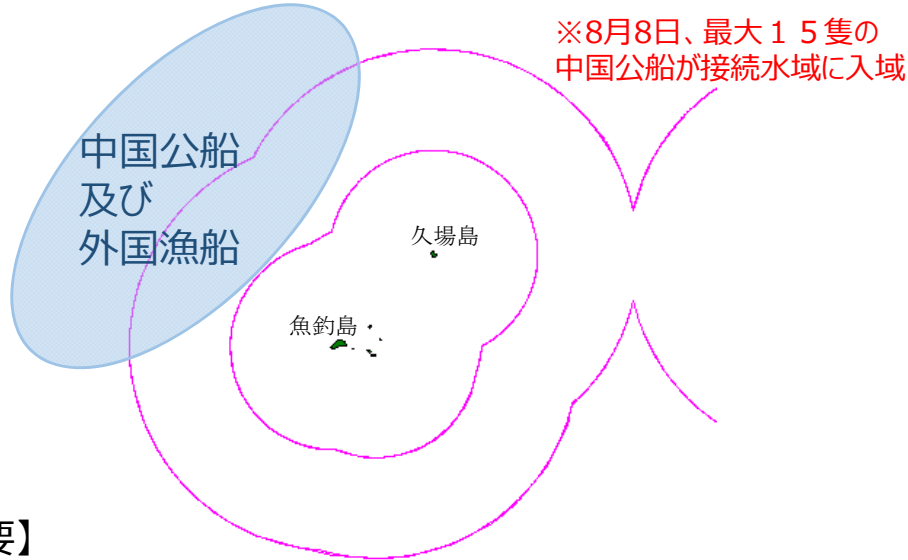 ※8月8日、最大１５隻の
中国公船が接続水域に入域
中国公船
及び
外国漁船
久場島
魚釣島
要】